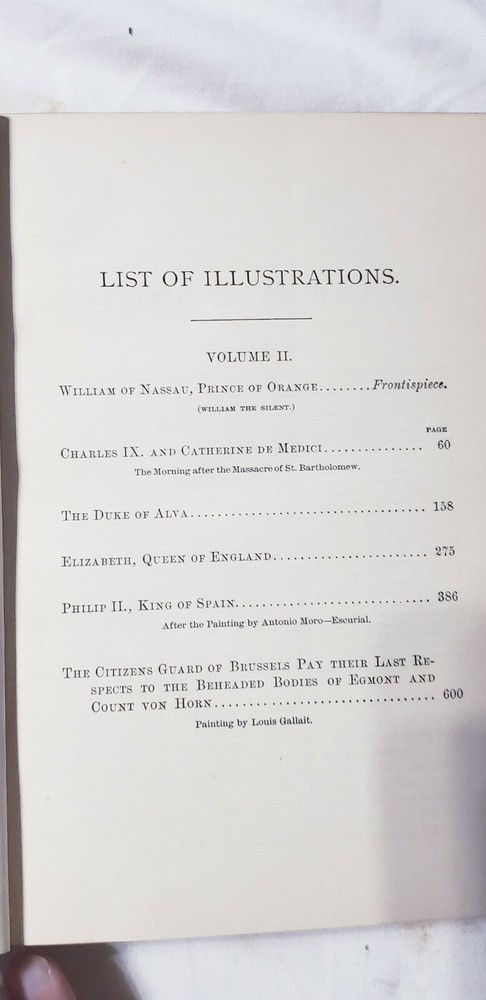 LIST OF ILLUSTRATIONS.
VOLUME II.
WILLIAM OF NASSAU, PRINCE OF ORANGE........Frontispiece.
(WILLIAM THE SILENT.)
PAGE
CHARLES IX. AND CATHERINE DE MEDICI............... 60
The Morning after the Massacre of St. Bartholomew.
THE DUKE OF ALVA................................... 158
ELIZABETH, QUEEN OF ENGLAND....................... 275
PHILIP II., KING OF SPAIN............................. 386
After the Painting by Antonio Moro—Escurial.
THE CITIZENS GUARD OF BRUSSELS PAY THEIR LAST RE-
SPECTS TO THE BEHEADED BODIES OF EGMONT AND
COUNT VON HORN................................. 600
Painting by Louis Gallait.